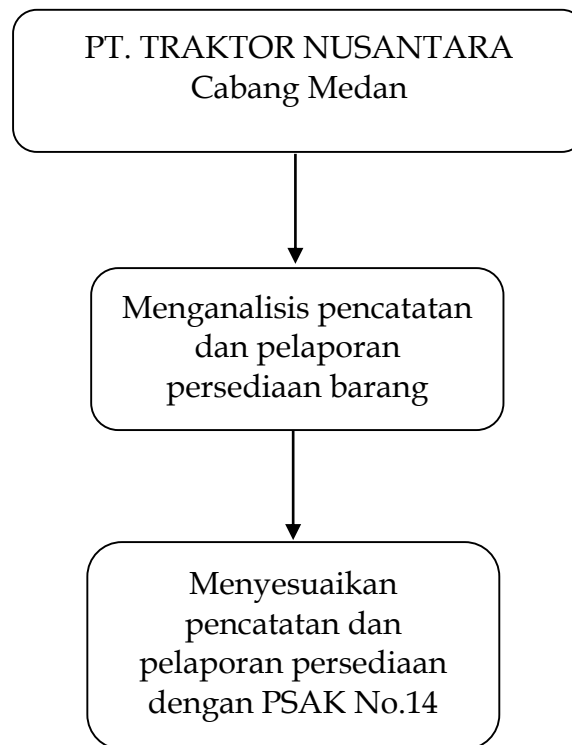 PT. TRAKTOR NUSANTARA
Cabang Medan
Menganalisis pencatatan
dan pelaporan
persediaan barang
Menyesuaikan
pencatatan dan
pelaporan persediaan
dengan PSAK No.14